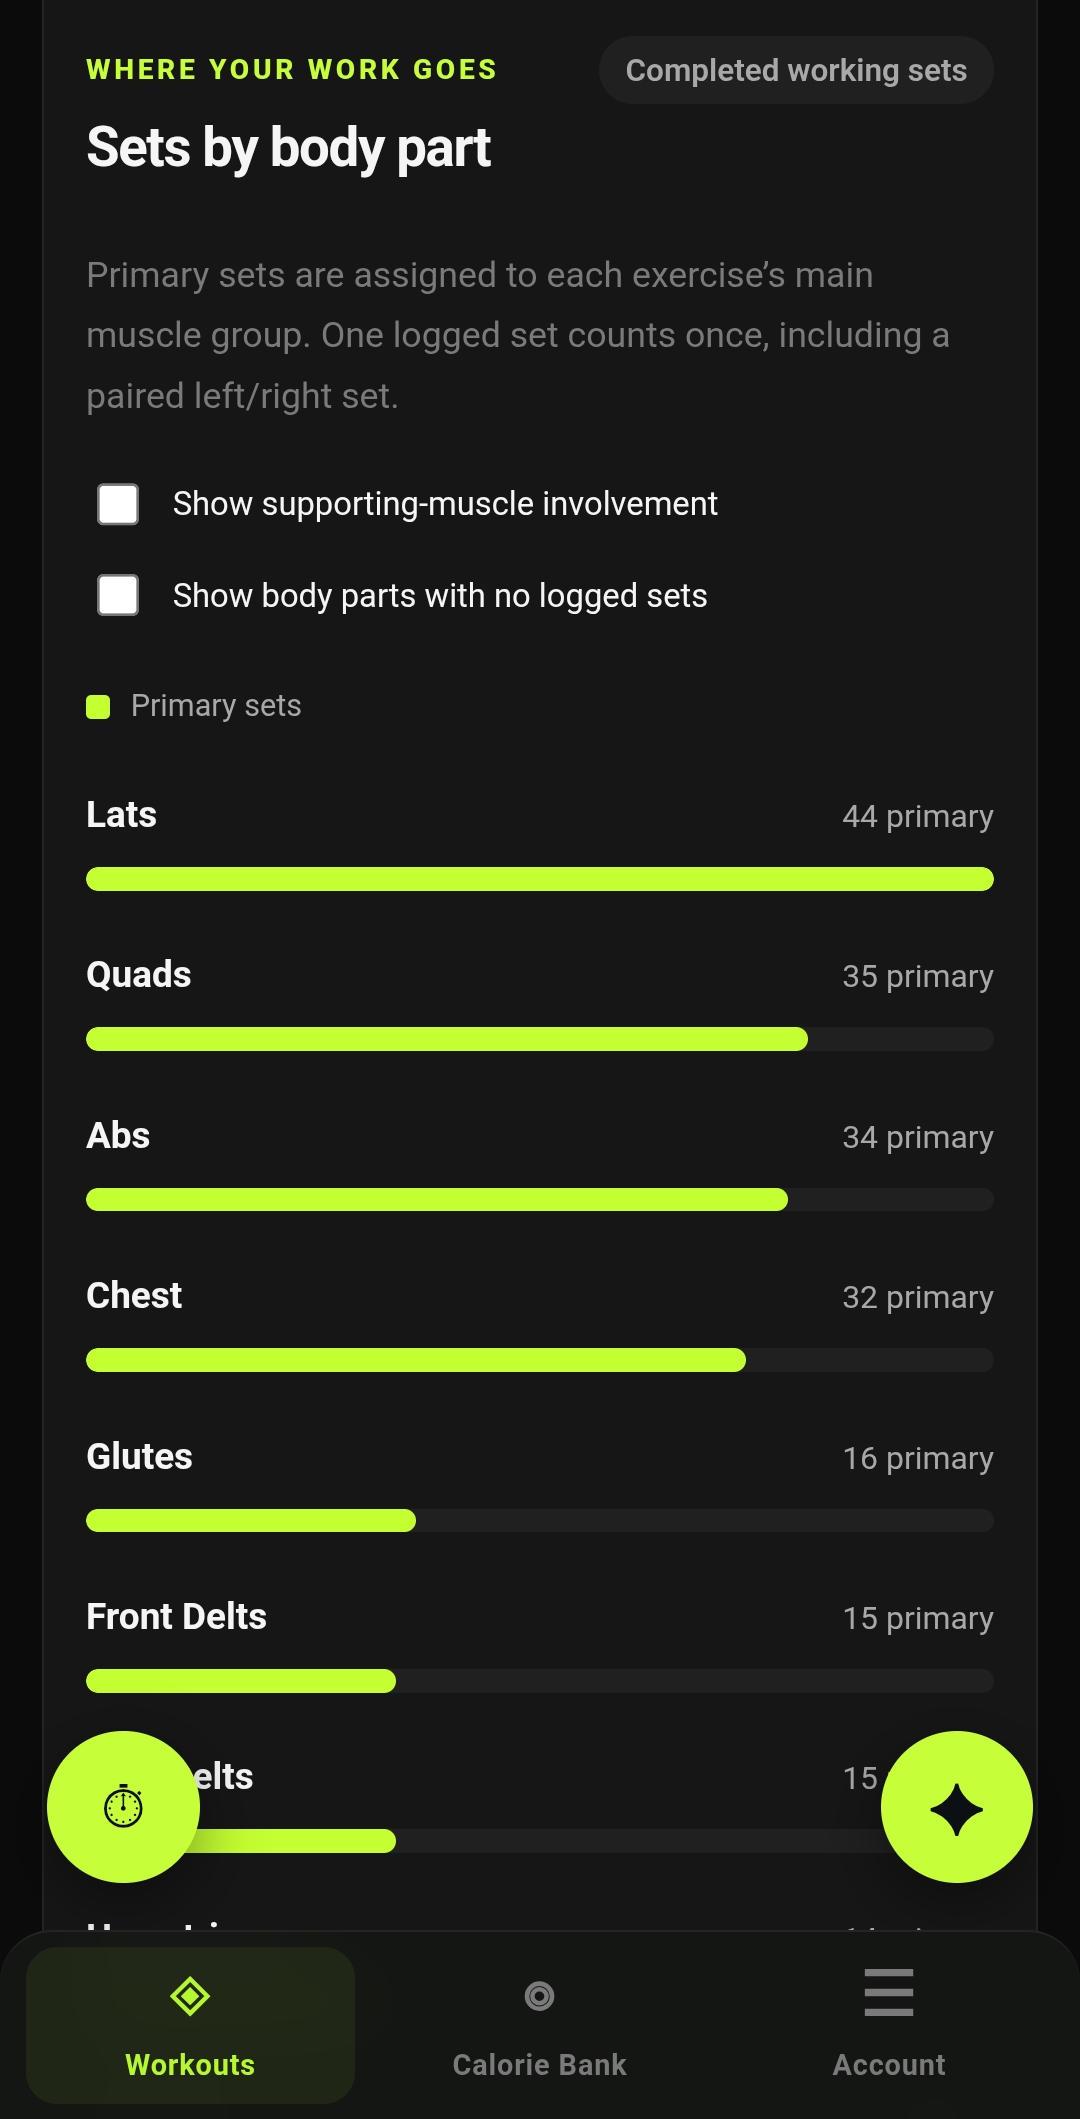 WHERE YOUR WORK GOES
Completed working sets
Sets by body part
Primary sets are assigned to each exercise’s main
muscle group. One logged set counts once, including a
paired left/right set.
Show supporting-muscle involvement
Show body parts with no logged sets
Primary sets
Lats
44 primary
Quads
35 primary
Abs
34 primary
Chest
32 primary
Glutes
16 primary
Front Delts
15 primary
elts
15
Workouts
Calorie Bank
Account